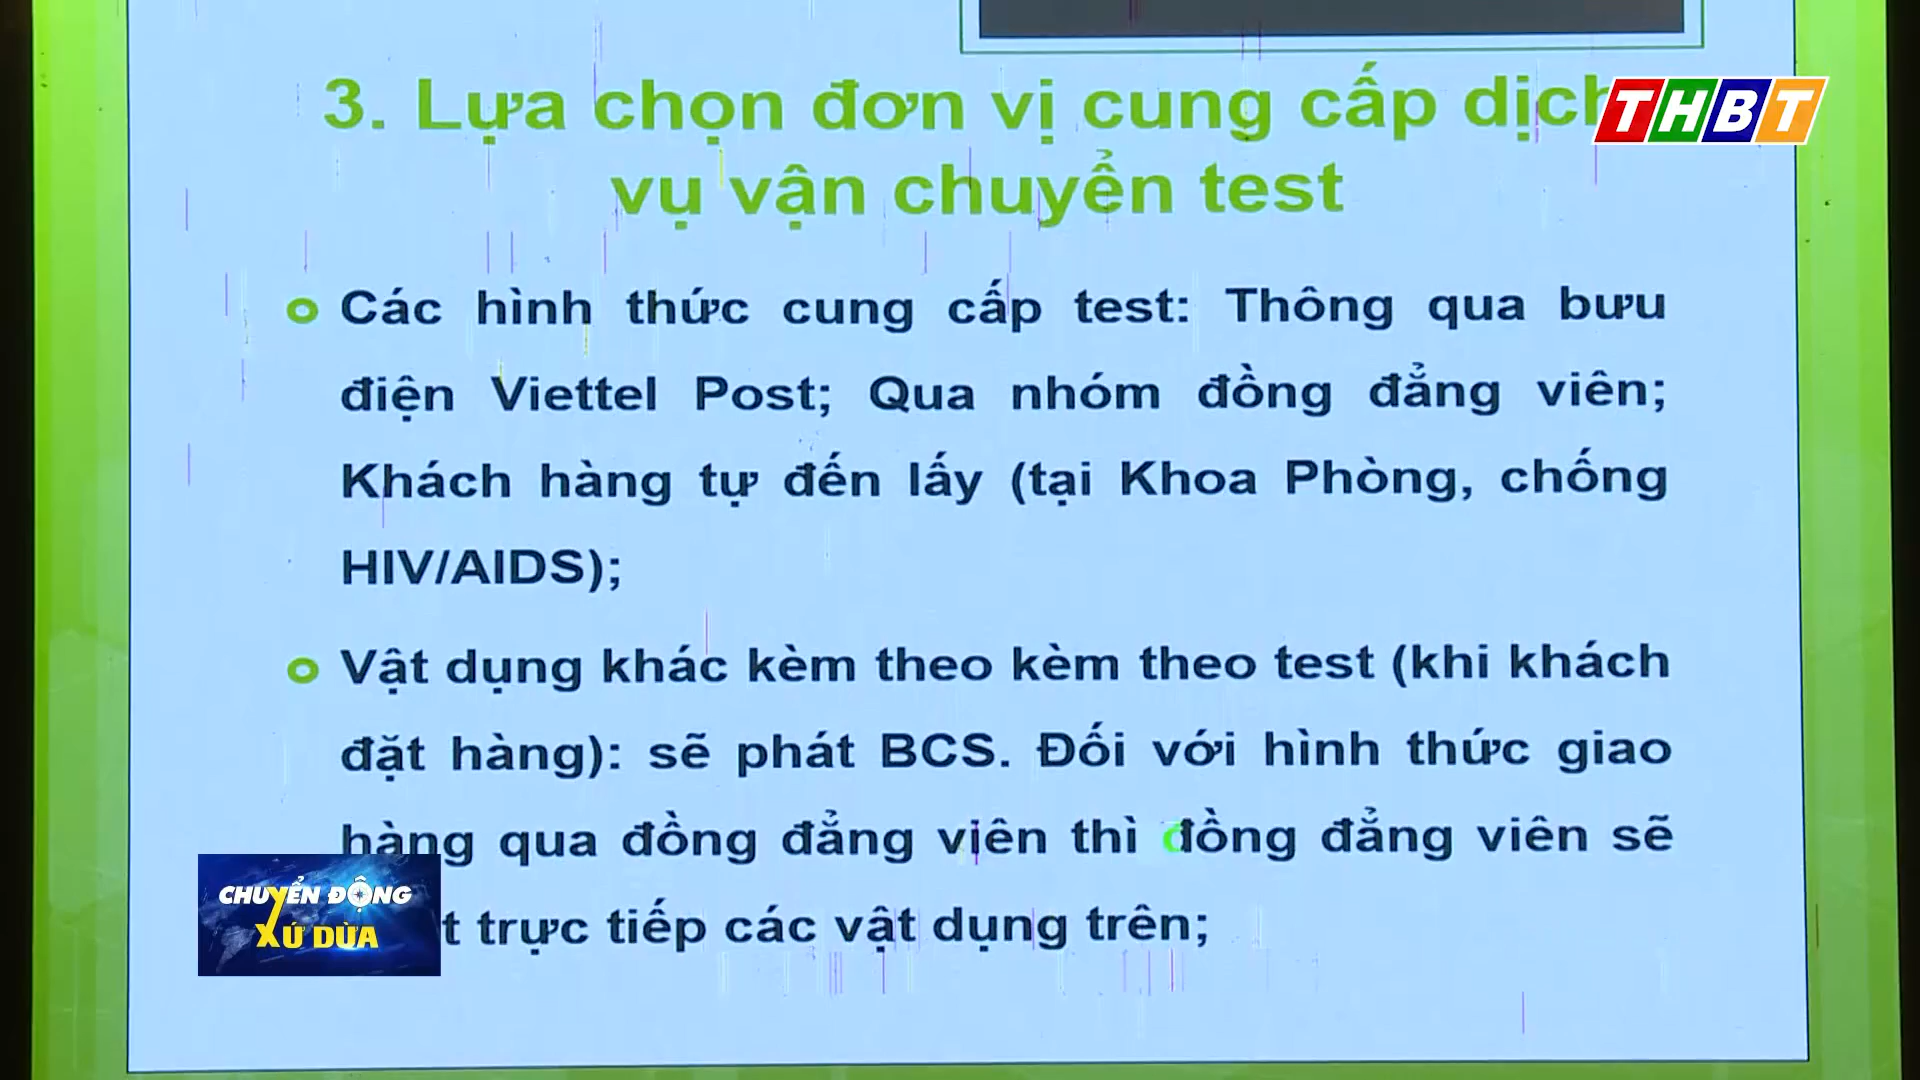 3. Lựa chọn đơn vị cung cấp dịch
THBT
vụ vận chuyển test
Các hình thức cung cấp test: Thông qua bưu
điện Viettel Post; Qua nhóm đồng đẳng viên;
Khách hàng tự đến lấy (tại Khoa Phòng, chống
HIV/AIDS);
Vật dụng khác kèm theo kèm theo test (khi khách
đặt hàng): sẽ phát BCS. Đối với hình thức giao
hàng qua đồng đẳng viên thì đồng đẳng viên sẽ
trực tiếp các vật dụng trên;
CHUYỂN ĐỘNG
XỨ DỪA